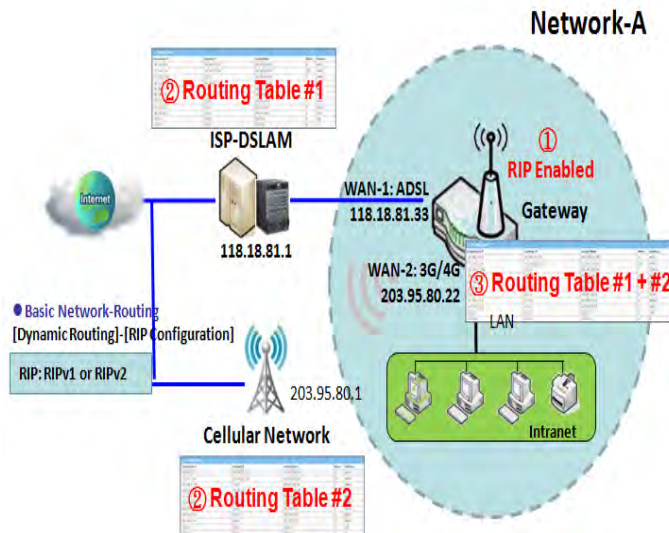 Network-A
② Routing Table #1
ISP-DSLAM
①
RIP Enabled
Internet
WAN-1: ADSL
118.18.81.33
Gateway
118.18.81.1
WAN-2: 3G/4G
203.95.80.22
③ Routing Table #1 + #2
LAN
● Basic Network-Routing
[Dynamic Routing]-[RIP Configuration]
RIP: RIPv1 or RIPv2
203.95.80.1
Cellular Network
Intranet
② Routing Table #2